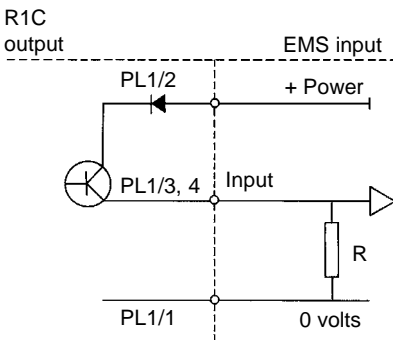 R1C
output
EMS input
PL1/2
+ Power
PL1/3, 4
Input
R
PL1/1
0 volts